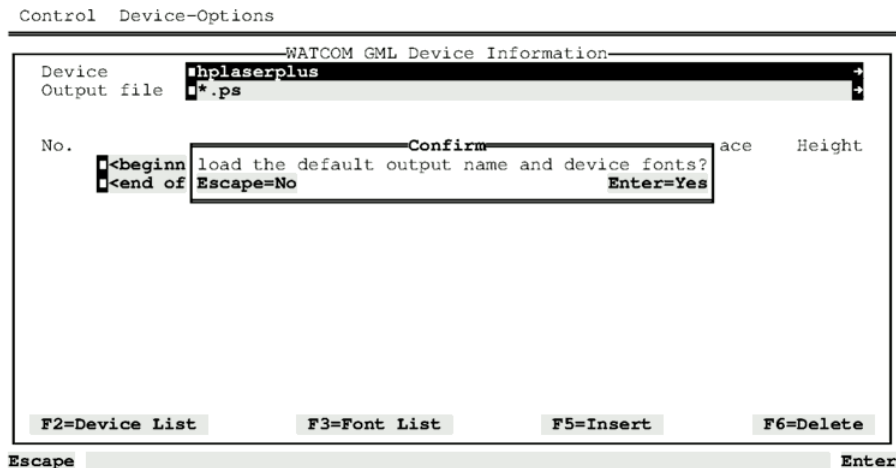 Control Device-Options
WATCOM GML Device Information
Device hplaserplus
Output file *.ps
No. Confirm ace Height
<beginn load the default output name and device fonts?
<end of Escape=No Enter=Yes
F2=Device List F3=Font List F5=Insert F6=Delete
Escape Enter